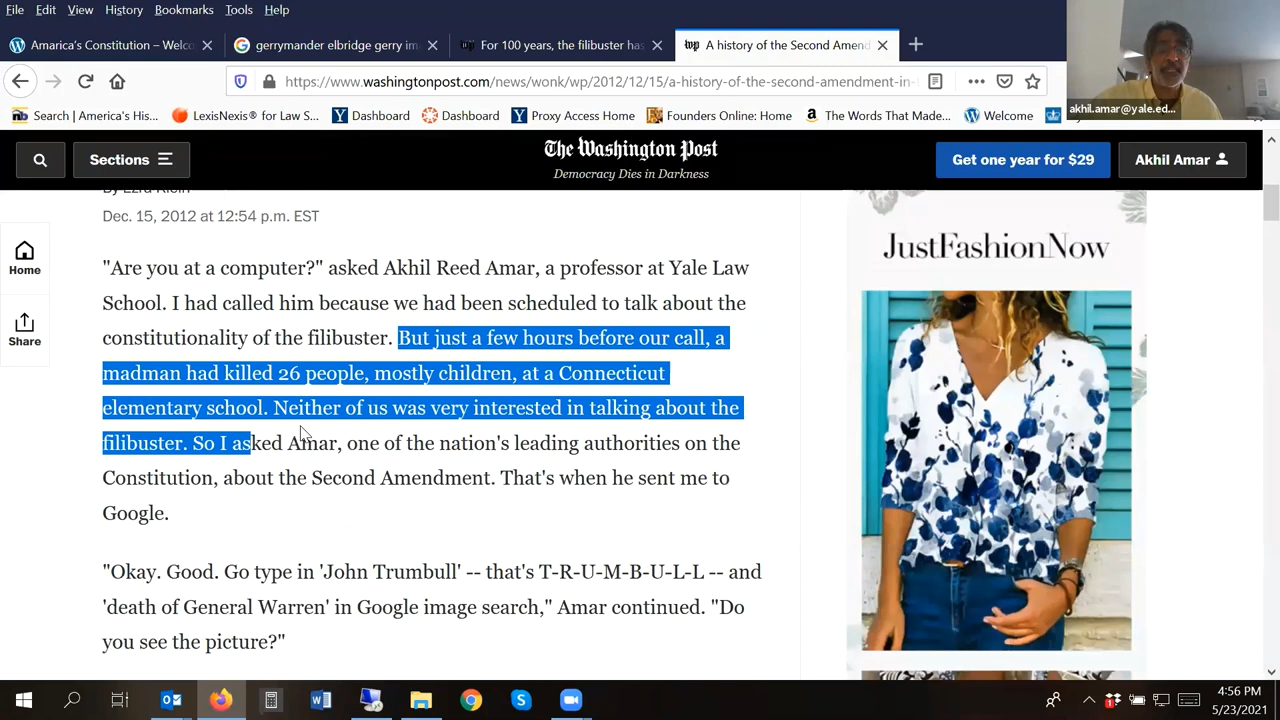 File Edit View History Bookmarks Tools Help
Amarica's Constitution – Welco
gerrymander elbridge gerry im
For 100 years, the filibuster has
A history of the Second Amend
https://www.washingtonpost.com/news/wonk/wp/2012/12/15/a-history-of-the-second-amendment-in-
akhil.amar@yale.ed...
Search | America's His...
LexisNexis® for Law S...
Dashboard
Dashboard
Proxy Access Home
Founders Online: Home
The Words That Made...
Welcome
Sections
The Washington Post
Democracy Dies in Darkness
Get one year for $29
Akhil Amar
By Ezra Klein
Dec. 15, 2012 at 12:54 p.m. EST
Home
Share
"Are you at a computer?" asked Akhil Reed Amar, a professor at Yale Law
School. I had called him because we had been scheduled to talk about the
constitutionality of the filibuster. But just a few hours before our call, a
madman had killed 26 people, mostly children, at a Connecticut
elementary school. Neither of us was very interested in talking about the
filibuster. So I asked Amar, one of the nation's leading authorities on the
Constitution, about the Second Amendment. That's when he sent me to
Google.
"Okay. Good. Go type in 'John Trumbull' -- that's T-R-U-M-B-U-L-L -- and
'death of General Warren' in Google image search," Amar continued. "Do
you see the picture?"
JustFashionNow
4:56 PM
5/23/2021